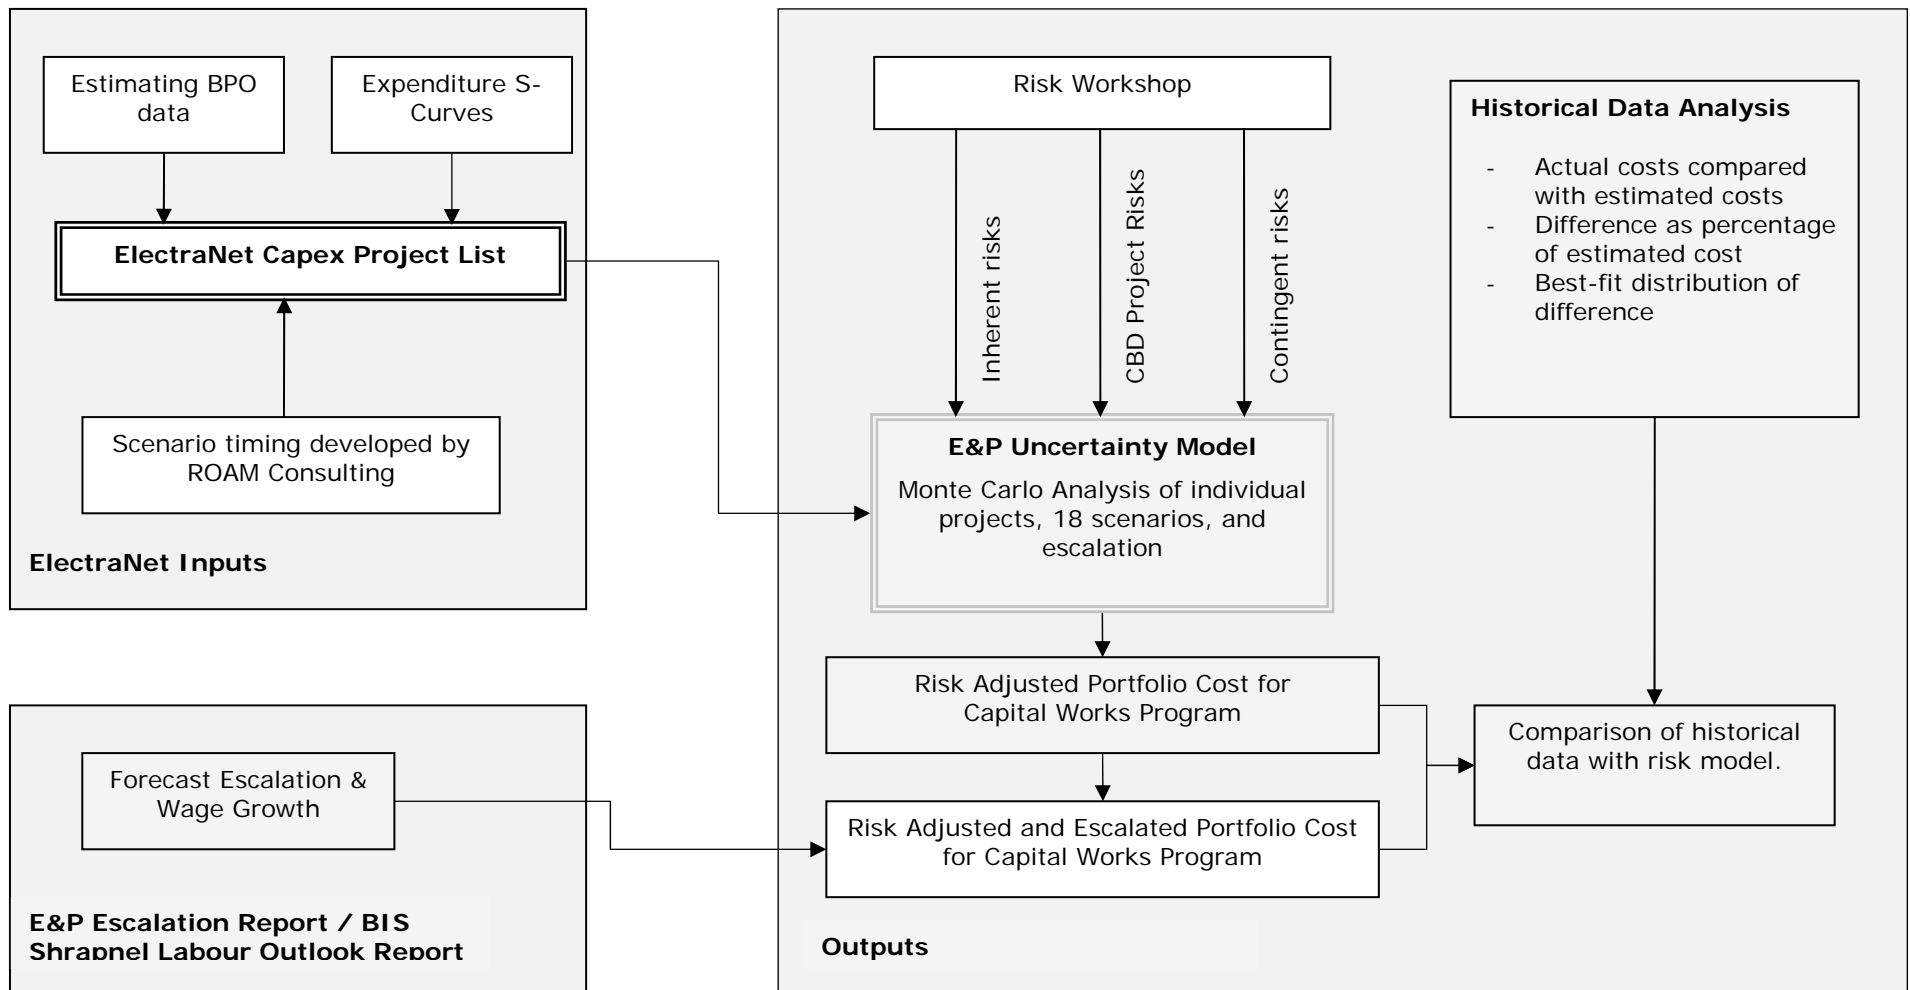 Estimating BPO
data
Expenditure S-
Curves
ElectraNet Capex Project List
Scenario timing developed by
ROAM Consulting
ElectraNet Inputs
Forecast Escalation &
Wage Growth
E&P Escalation Report / BIS
Shrapnel Labour Outlook Report
Risk Workshop
Inherent risks
CBD Project Risks
Contingent risks
E&P Uncertainty Model
Monte Carlo Analysis of individual
projects, 18 scenarios, and
escalation
Risk Adjusted Portfolio Cost for
Capital Works Program
Risk Adjusted and Escalated Portfolio Cost
for Capital Works Program
Historical Data Analysis
- Actual costs compared
with estimated costs
- Difference as percentage
of estimated cost
- Best-fit distribution of
difference
Comparison of historical
data with risk model.
Outputs